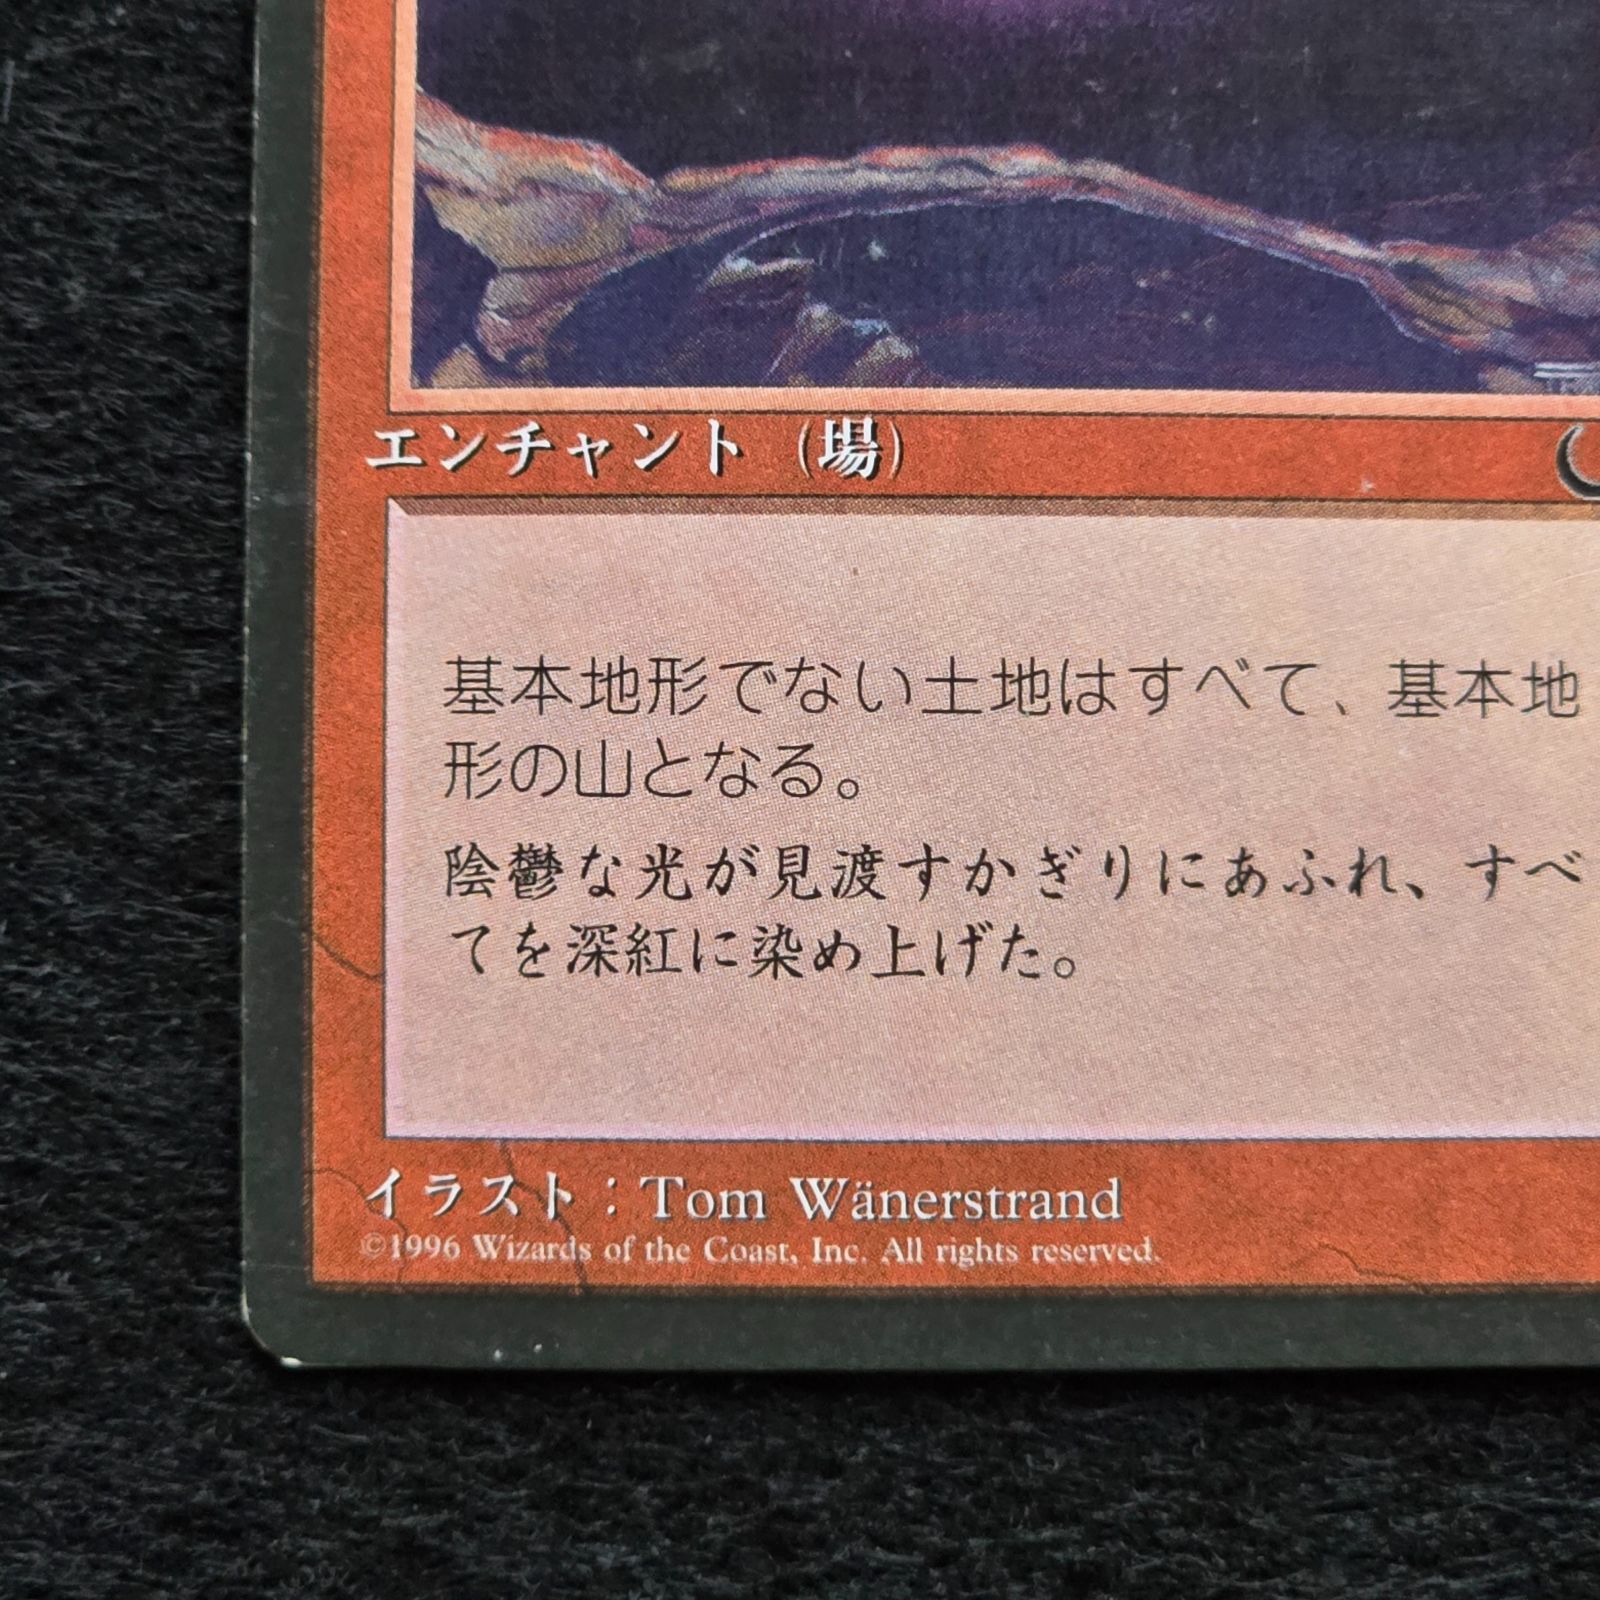 エンチャント（場）
基本地形でない土地はすべて、基本地
形の山となる。
陰鬱な光が見渡すかぎりにあふれ、すべ
てを深紅に染め上げた。
イラスト：Tom Wänerstrand
©1996 Wizards of the Coast, Inc. All rights reserved.